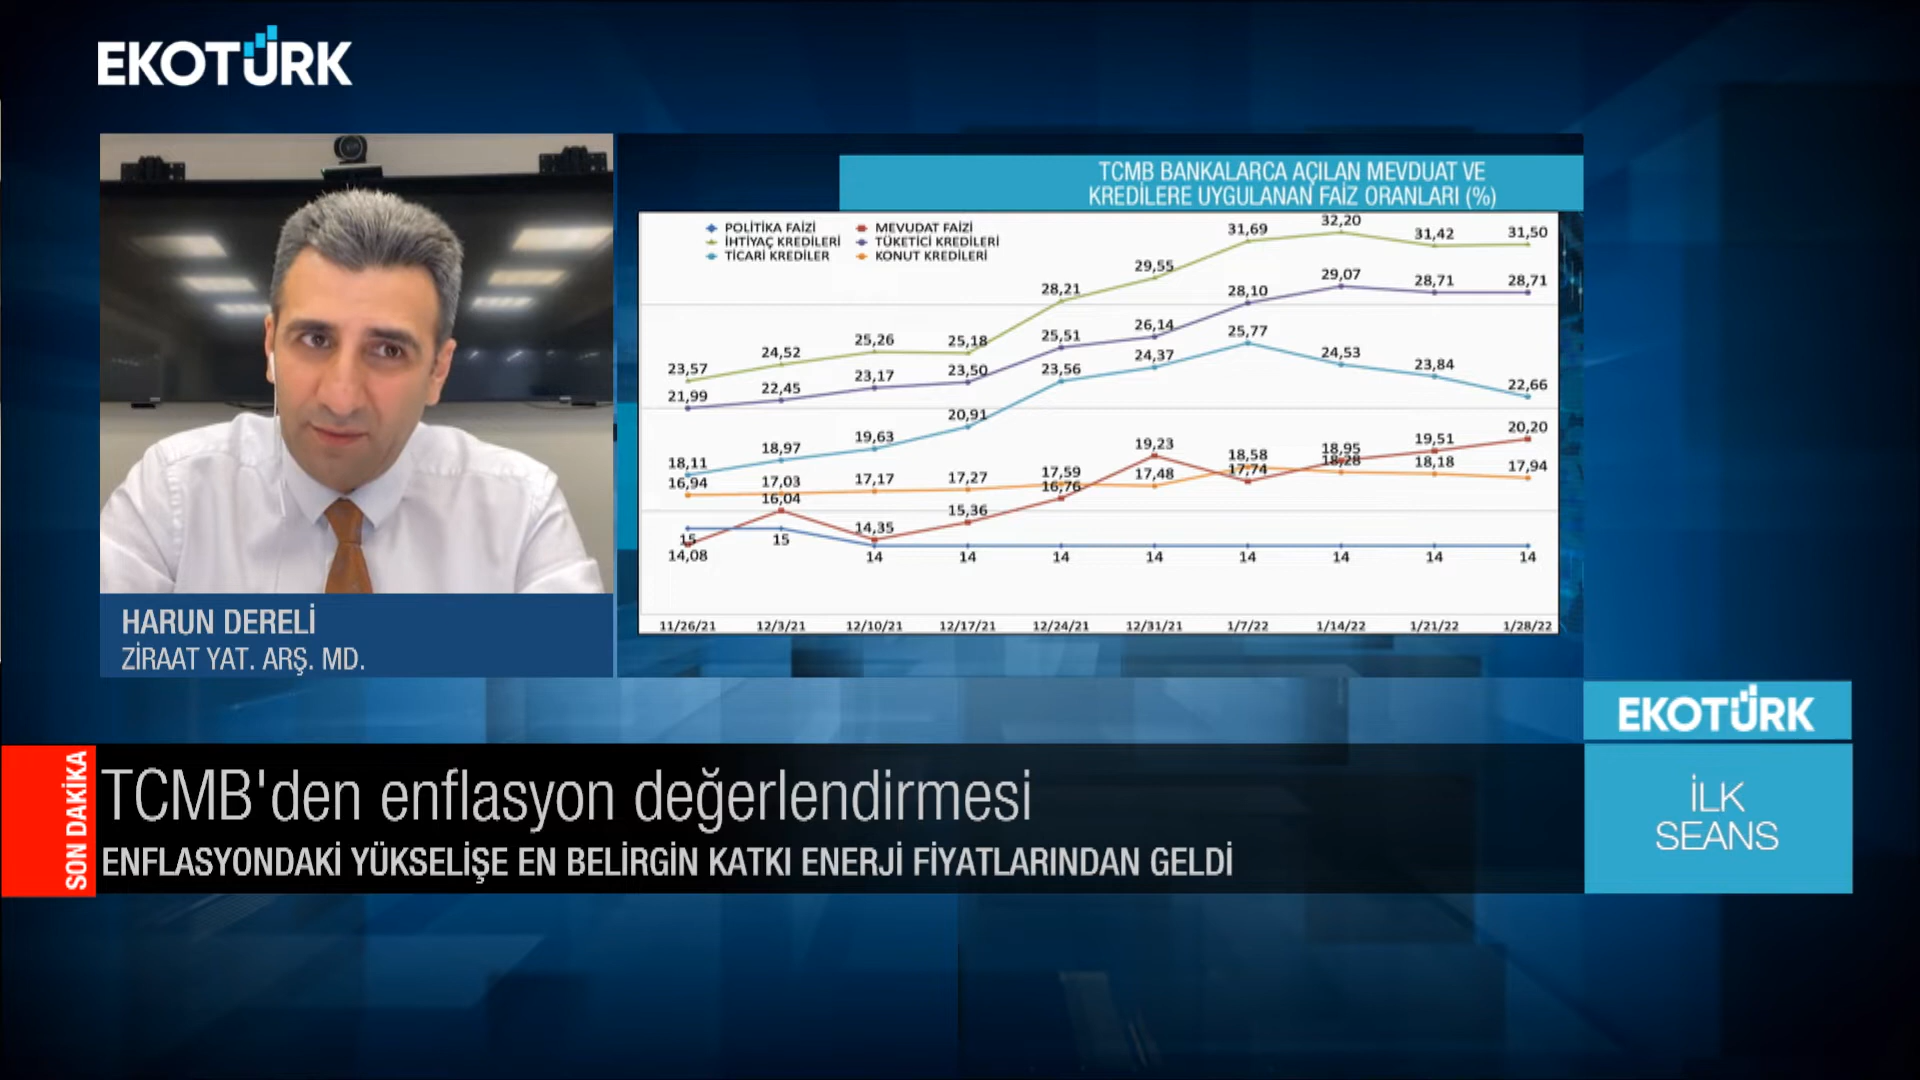 EKOTÜRK
TCMB BANKALARCA AÇILAN MEVDUAT VE
KREDİLERE UYGULANAN FAİZ ORANLARI (%)
POLİTİKA FAİZİ
MEVUDAT FAİZİ
İHTİYAÇ KREDİLERİ
TÜKETİCİ KREDİLERİ
TİCARİ KREDİLER
KONUT KREDİLERİ
23,57 24,52 25,26 25,18 28,21 29,55 31,69 32,20 31,42 31,50
21,99 22,45 23,17 23,50 25,51 26,14 28,10 29,07 28,71 28,71
18,11 18,97 19,63 20,91 23,56 24,37 25,77 24,53 23,84 22,66
16,94 17,03 17,17 17,27 17,59 17,48 18,58 18,28 18,18 17,94
14,08 16,04 14,35 15,36 16,76 19,23 17,74 18,95 19,51 20,20
15 15 14 14 14 14 14 14 14 14
11/26/21 12/3/21 12/10/21 12/17/21 12/24/21 12/31/21 1/7/22 1/14/22 1/21/22 1/28/22
HARUN DERELİ
ZİRAAT YAT. ARŞ. MD.
EKOTÜRK
İLK
SEANS
SON DAKİKA
TCMB'den enflasyon değerlendirmesi
ENFLASYONDAKİ YÜKSELİŞE EN BELİRGİN KATKI ENERJİ FİYATLARINDAN GELDİ